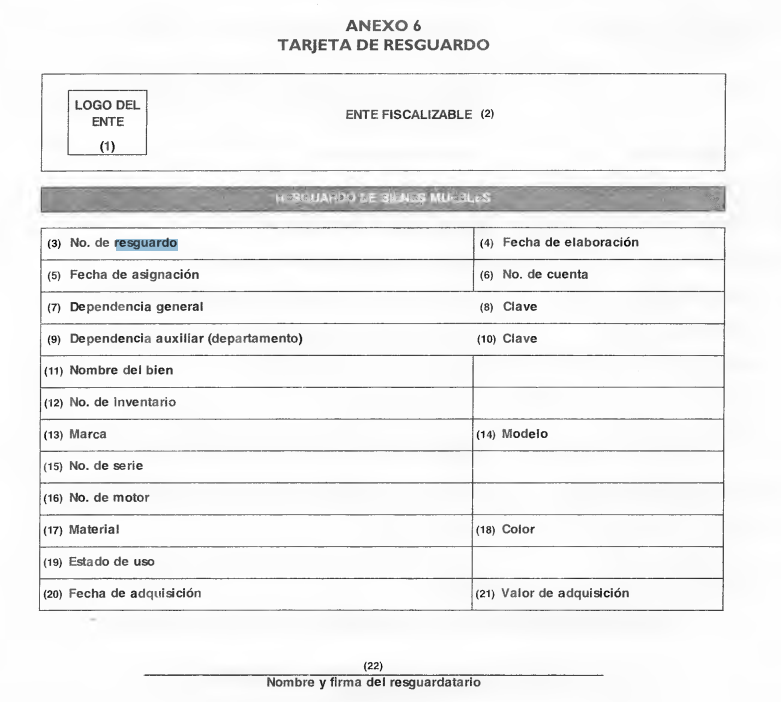 ANEXO 6
TARJETA DE RESGUARDO
LOGO DEL
ENTE
(1)
ENTE FISCALIZABLE (2)
RESGUARDO DE BIENES MUEBLES
(3) No. de resguardo
(4) Fecha de elaboración
(5) Fecha de asignación
(6) No. de cuenta
(7) Dependencia general
(8) Clave
(9) Dependencia auxiliar (departamento)
(10) Clave
(11) Nombre del bien
(12) No. de inventario
(13) Marca
(14) Modelo
(15) No. de serie
(16) No. de motor
(17) Material
(18) Color
(19) Estado de uso
(20) Fecha de adquisición
(21) Valor de adquisición
(22)
Nombre y firma del resguardatario